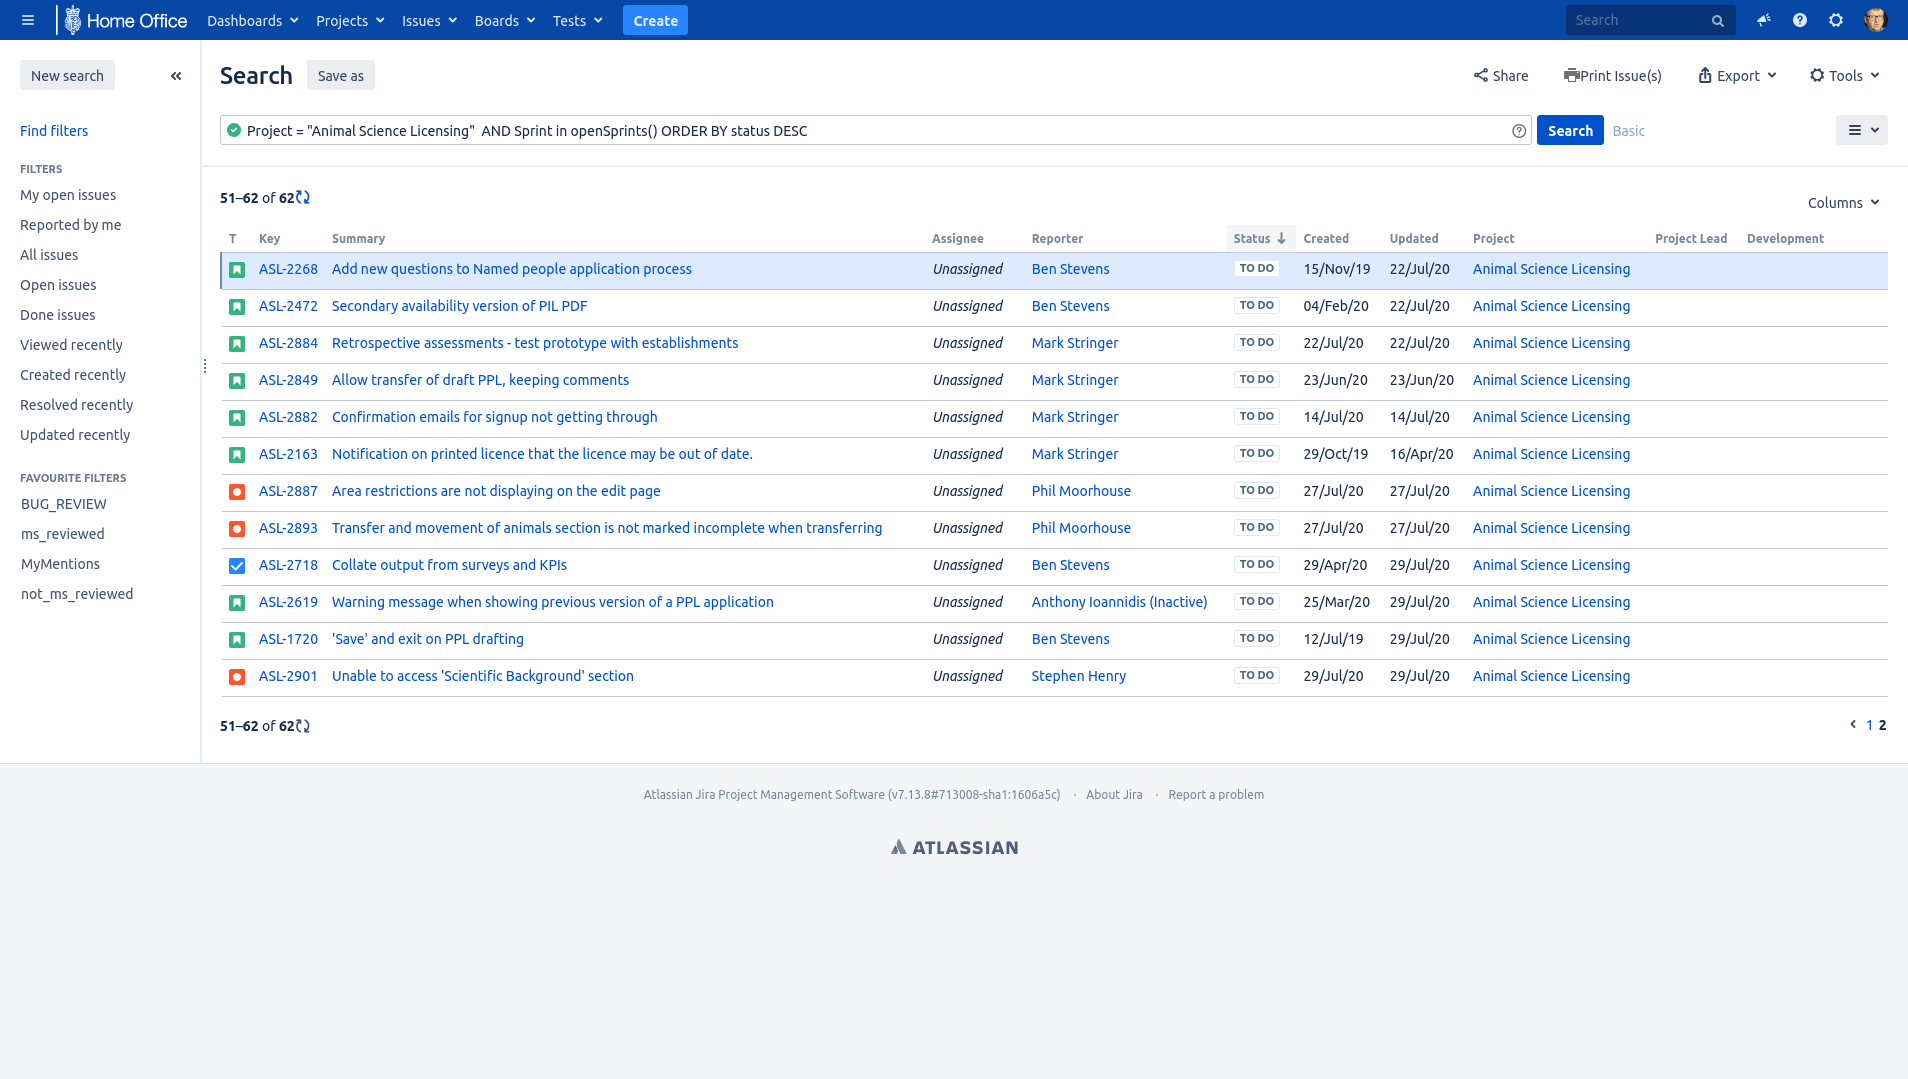 Home Office Dashboards Projects Issues Boards Tests Create Search
New search
Find filters
FILTERS
My open issues
Reported by me
All issues
Open issues
Done issues
Viewed recently
Created recently
Resolved recently
Updated recently
FAVOURITE FILTERS
BUG_REVIEW
ms_reviewed
MyMentions
not_ms_reviewed
Search Save as Share Print Issue(s) Export Tools
Project = "Animal Science Licensing"  AND Sprint in openSprints() ORDER BY status DESC Search Basic
51–62 of 62
Columns
T Key Summary Assignee Reporter Status Created Updated Project Project Lead Development
ASL-2268 Add new questions to Named people application process Unassigned Ben Stevens TO DO 15/Nov/19 22/Jul/20 Animal Science Licensing
ASL-2472 Secondary availability version of PIL PDF Unassigned Ben Stevens TO DO 04/Feb/20 22/Jul/20 Animal Science Licensing
ASL-2884 Retrospective assessments - test prototype with establishments Unassigned Mark Stringer TO DO 22/Jul/20 22/Jul/20 Animal Science Licensing
ASL-2849 Allow transfer of draft PPL, keeping comments Unassigned Mark Stringer TO DO 23/Jun/20 23/Jun/20 Animal Science Licensing
ASL-2882 Confirmation emails for signup not getting through Unassigned Mark Stringer TO DO 14/Jul/20 14/Jul/20 Animal Science Licensing
ASL-2163 Notification on printed licence that the licence may be out of date. Unassigned Mark Stringer TO DO 29/Oct/19 16/Apr/20 Animal Science Licensing
ASL-2887 Area restrictions are not displaying on the edit page Unassigned Phil Moorhouse TO DO 27/Jul/20 27/Jul/20 Animal Science Licensing
ASL-2893 Transfer and movement of animals section is not marked incomplete when transferring Unassigned Phil Moorhouse TO DO 27/Jul/20 27/Jul/20 Animal Science Licensing
ASL-2718 Collate output from surveys and KPIs Unassigned Ben Stevens TO DO 29/Apr/20 29/Jul/20 Animal Science Licensing
ASL-2619 Warning message when showing previous version of a PPL application Unassigned Anthony Ioannidis (Inactive) TO DO 25/Mar/20 29/Jul/20 Animal Science Licensing
ASL-1720 'Save' and exit on PPL drafting Unassigned Ben Stevens TO DO 12/Jul/19 29/Jul/20 Animal Science Licensing
ASL-2901 Unable to access 'Scientific Background' section Unassigned Stephen Henry TO DO 29/Jul/20 29/Jul/20 Animal Science Licensing
51–62 of 62 1 2
Atlassian Jira Project Management Software (v7.13.8#713008-sha1:1606a5c) · About Jira · Report a problem
ATLASSIAN